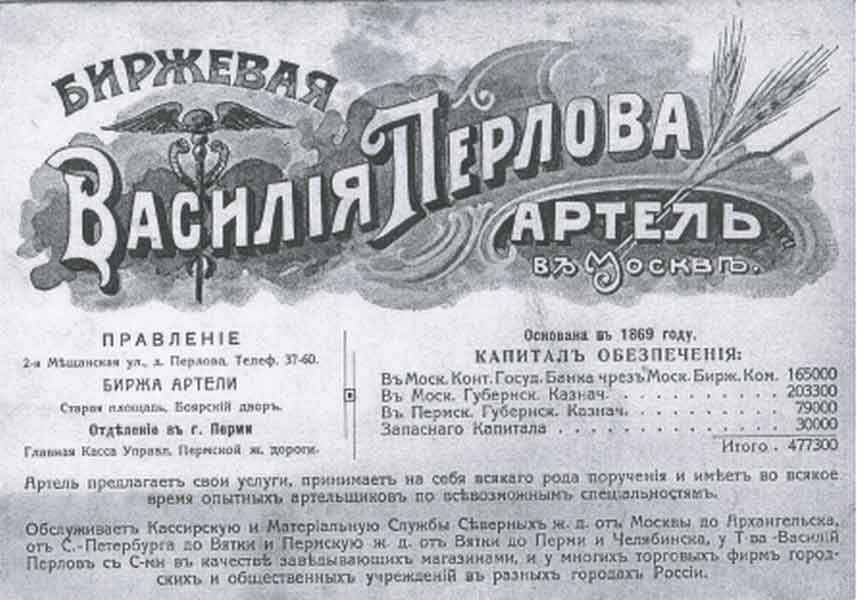 БИРЖЕВАЯ
ВАСИЛІЯ ПЕРЛОВА
АРТЕЛЬ
ВЪ МОСКВѢ.
ПРАВЛЕНІЕ
2-я Мѣщанская ул., д. Перлова, Телеф. 37-60.
БИРЖА АРТЕЛИ
Старая площадь, Боярскій дворъ.
Отдѣленіе въ г. Перми
Главная Касса Управл. Пермской ж. дороги.
Основана въ 1869 году.
КАПИТАЛЪ ОБЕЗПЕЧЕНІЯ:
Въ Моск. Конт. Госуд. Банка чрезъ Моск. Бирж. Ком. 165000
Въ Моск. Губернск. Казнач. . . . . . . . . . 203300
Въ Пермск. Губернск. Казнач. . . . . . . . . 79000
Запаснаго Капитала . . . . . . . . . . . 30000
Итого . 477300
Артель предлагаетъ свои услуги, принимаетъ на себя всякаго рода порученія и имѣетъ во всякое
время опытныхъ артельщиковъ по всѣвозможнымъ спеціальностямъ.
Обслуживаетъ Кассирскую и Матеріальную Службы Сѣверныхъ ж. д. отъ Москвы до Архангельска,
отъ С.-Петербурга до Вятки и Пермскую ж. д. отъ Вятки до Перми и Челябинска, у Т-ва „Василій
Перловъ съ С-ми въ качествѣ завѣдывающихъ магазинами, и у многихъ торговыхъ фирмъ город-
скихъ и общественныхъ учрежденій въ разныхъ городахъ Россіи.